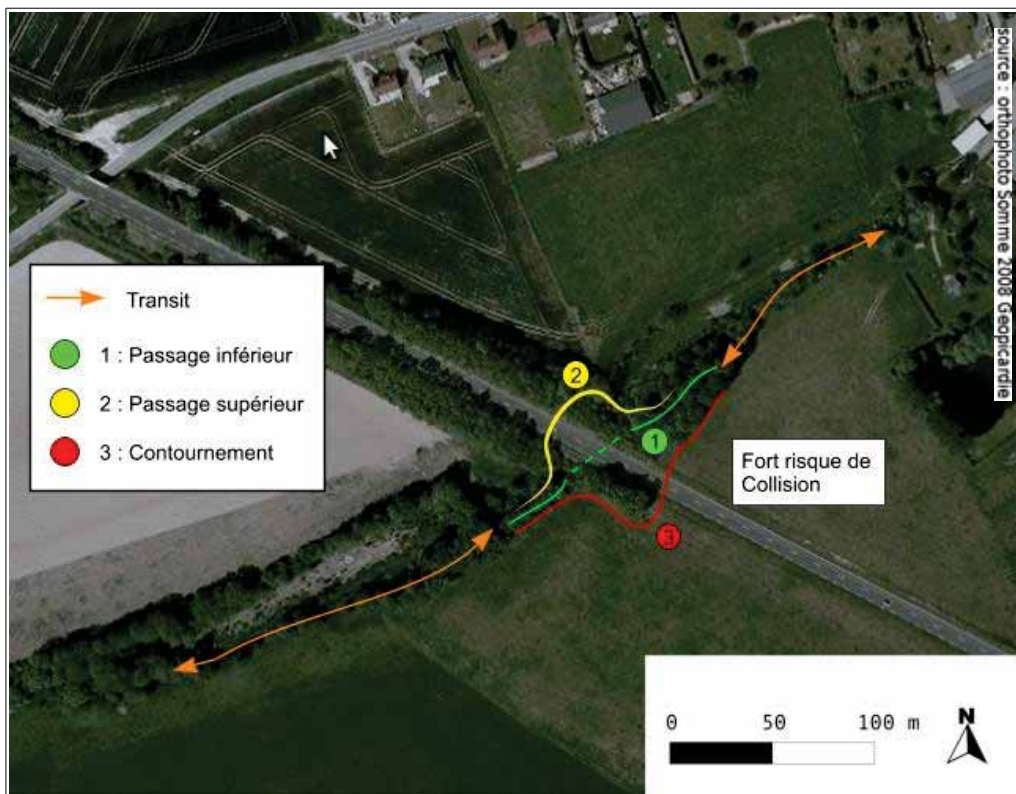 source : orthophoto Somme 2008 Geopicardie
Transit
1 : Passage inférieur
2 : Passage supérieur
3 : Contournement
2
1
3
Fort risque de
Collision
0 50 100 m
N